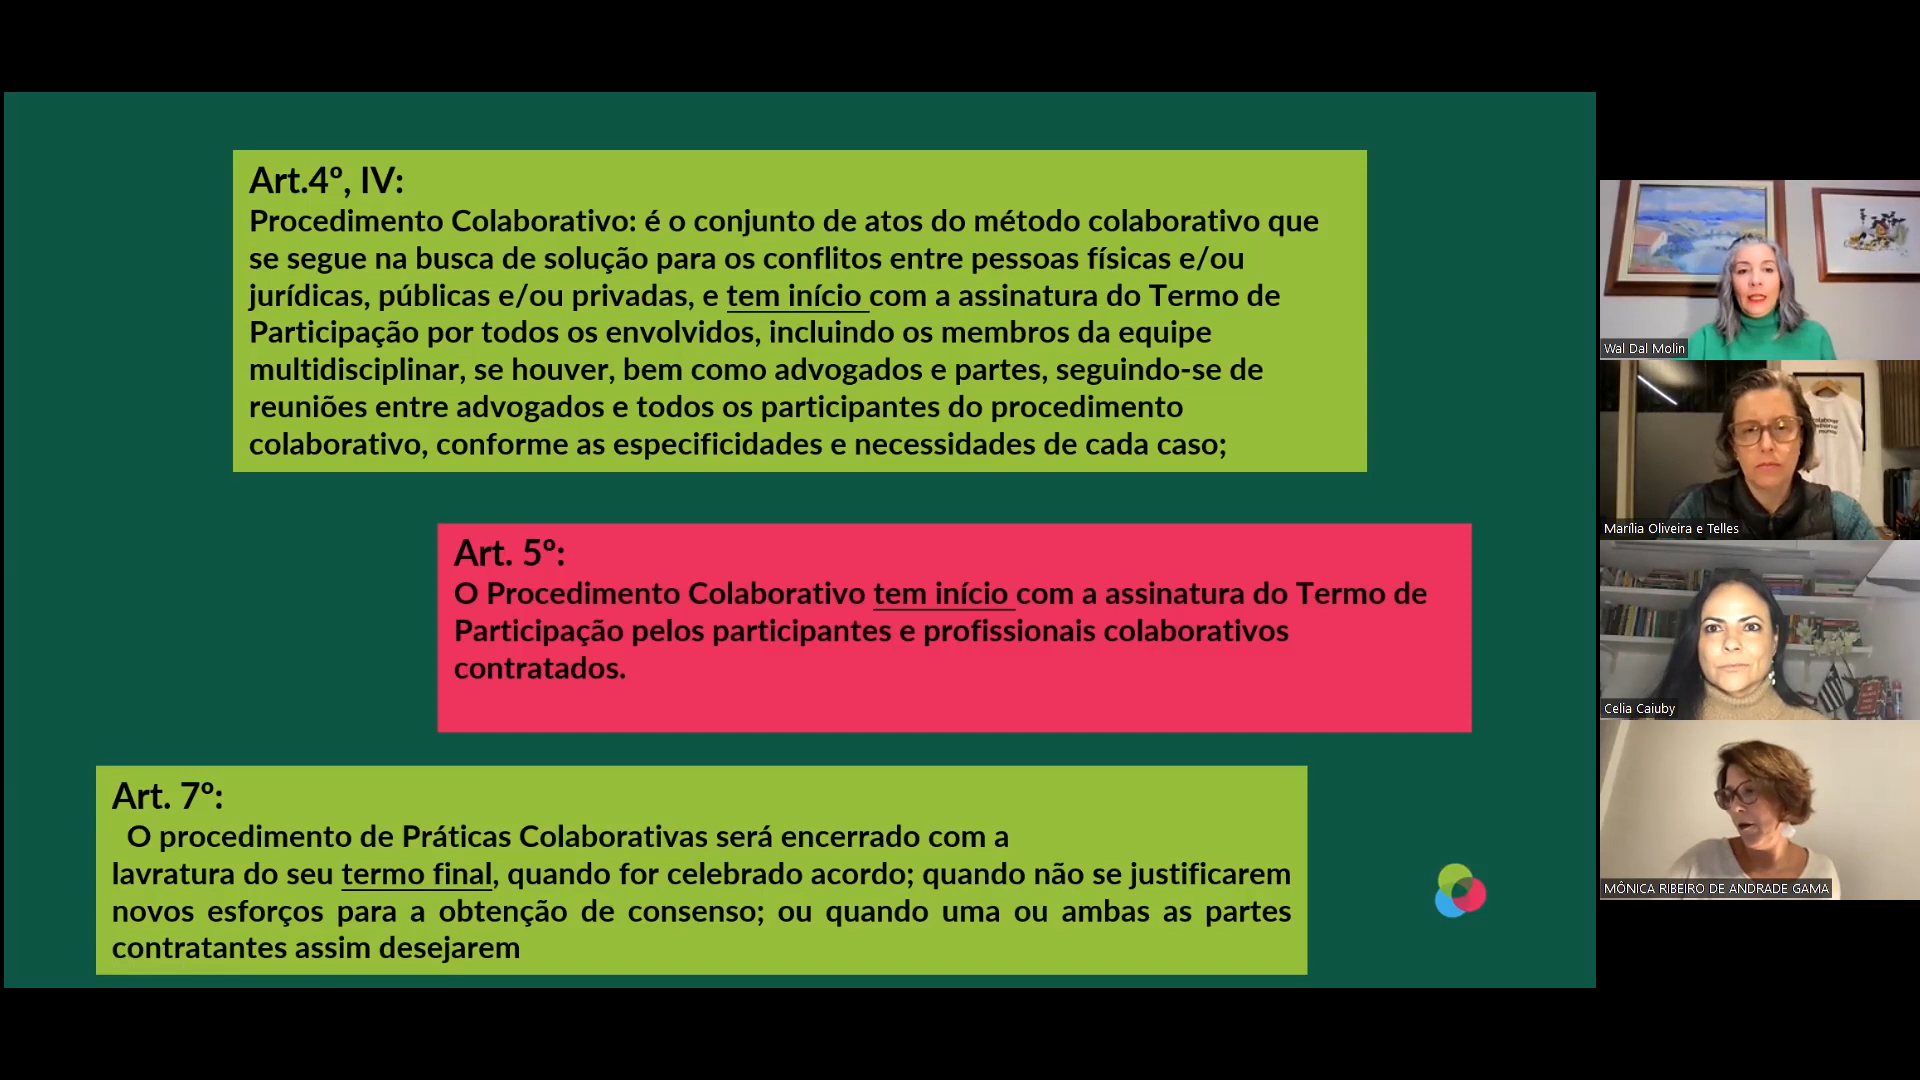 Art.4º, IV:
Procedimento Colaborativo: é o conjunto de atos do método colaborativo que
se segue na busca de solução para os conflitos entre pessoas físicas e/ou
jurídicas, públicas e/ou privadas, e tem início com a assinatura do Termo de
Participação por todos os envolvidos, incluindo os membros da equipe
multidisciplinar, se houver, bem como advogados e partes, seguindo-se de
reuniões entre advogados e todos os participantes do procedimento
colaborativo, conforme as especificidades e necessidades de cada caso;
Art. 5º:
O Procedimento Colaborativo tem início com a assinatura do Termo de
Participação pelos participantes e profissionais colaborativos
contratados.
Art. 7º:
O procedimento de Práticas Colaborativas será encerrado com a
lavratura do seu termo final, quando for celebrado acordo; quando não se justificarem
novos esforços para a obtenção de consenso; ou quando uma ou ambas as partes
contratantes assim desejarem
Wal Dal Molin
Marília Oliveira e Telles
Celia Caiuby
MÔNICA RIBEIRO DE ANDRADE GAMA